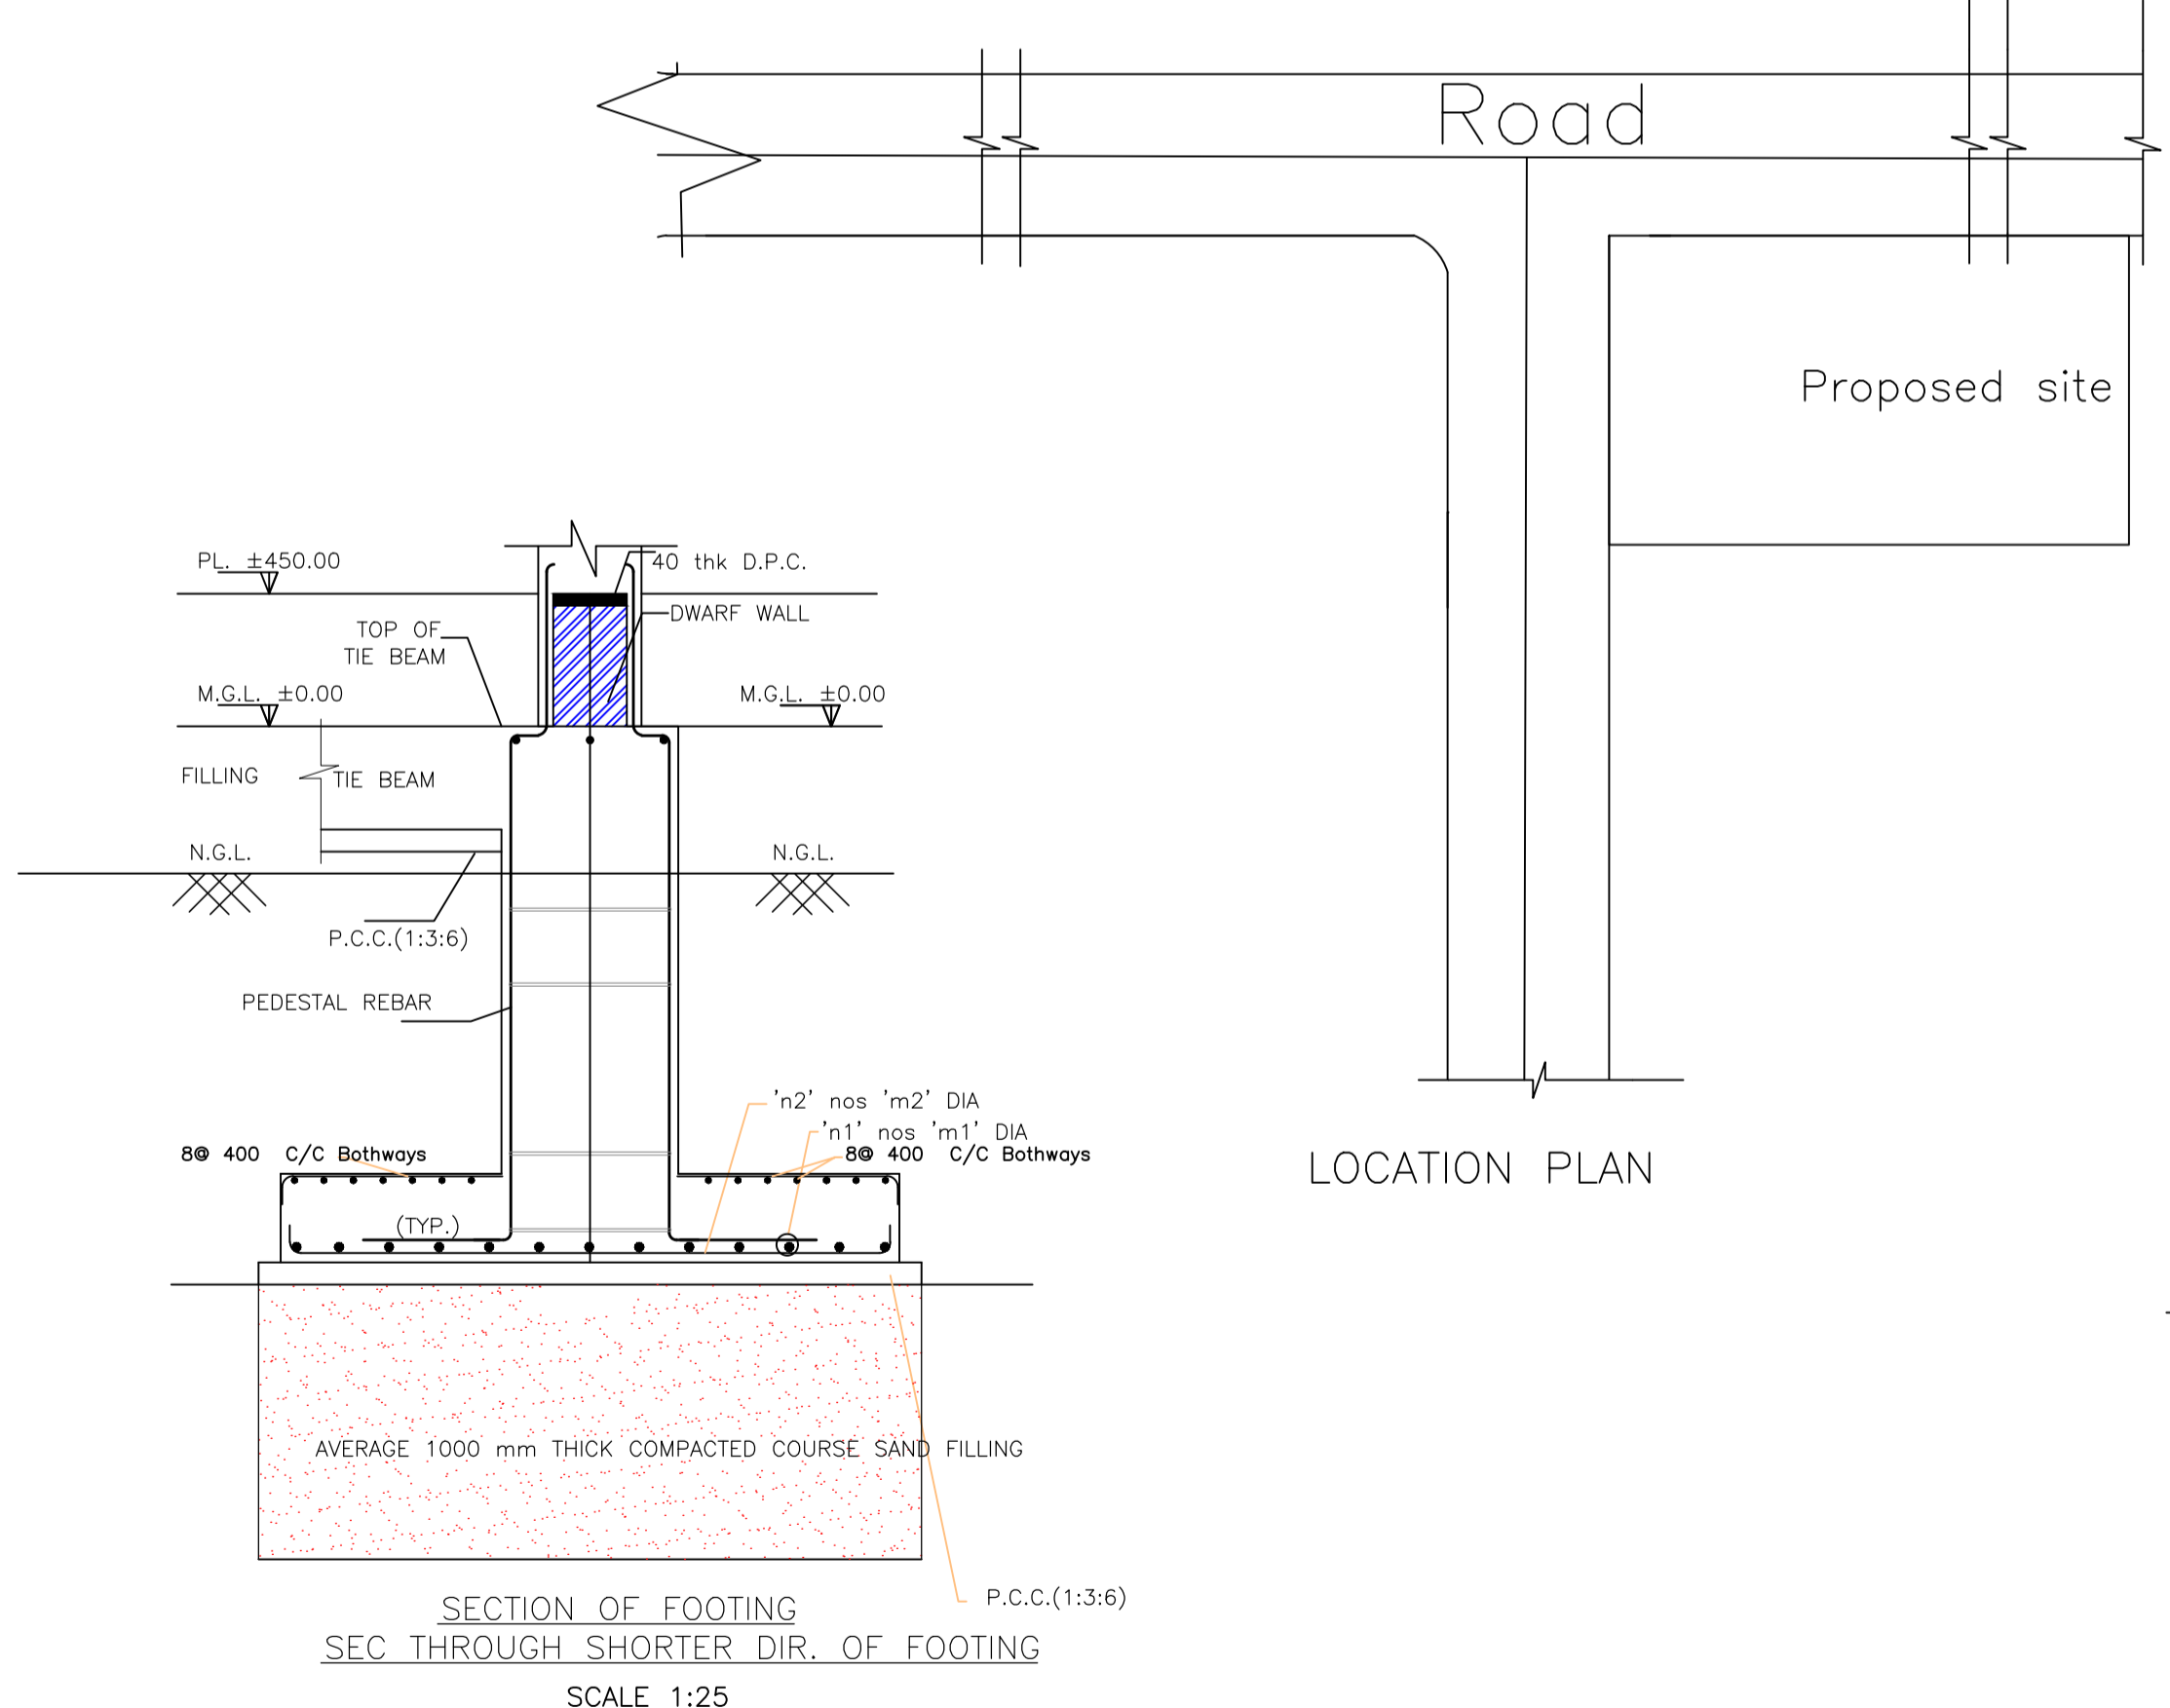 Road
Proposed site
PL. ±450.00
40 thk D.P.C.
DWARF WALL
TOP OF
TIE BEAM
M.G.L. ±0.00
M.G.L. ±0.00
FILLING
TIE BEAM
N.G.L.
N.G.L.
P.C.C.(1:3:6)
PEDESTAL REBAR
'n2' nos 'm2' DIA
'n1' nos 'm1' DIA
8@ 400 C/C Bothways
8@ 400 C/C Bothways
LOCATION PLAN
(TYP.)
AVERAGE 1000 mm THICK COMPACTED COURSE SAND FILLING
P.C.C.(1:3:6)
SECTION OF FOOTING
SEC THROUGH SHORTER DIR. OF FOOTING
SCALE 1:25